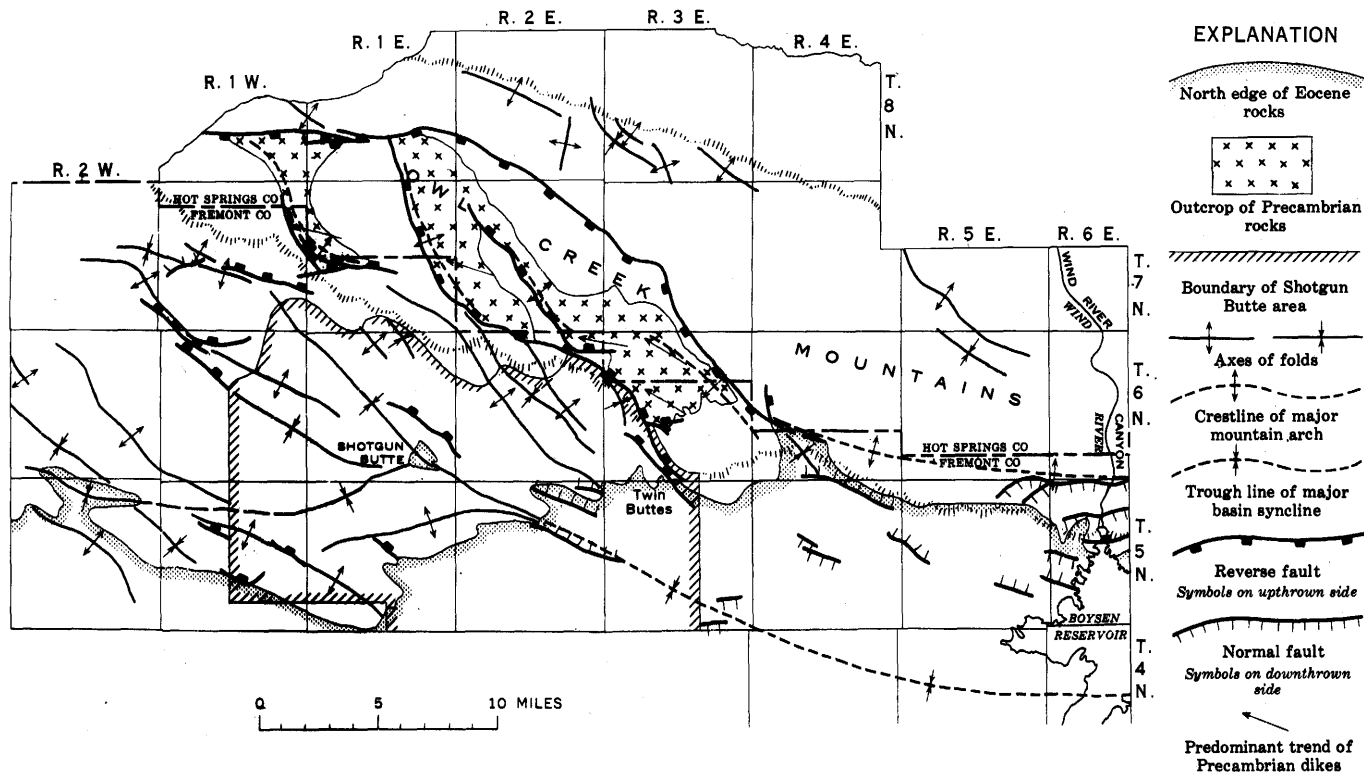 R. 1 W.
R. 1 E.
R. 2 E.
R. 3 E.
R. 4 E.
T.
8
N.
R. 2 W.
HOT SPRINGS CO
FREMONT CO
OWL
CREEK
MOUNTAINS
R. 5 E.
R. 6 E.
WIND RIVER
WIND
RIVER
CANYON
T.
7
N.
T.
6
N.
HOT SPRINGS CO
FREMONT CO
SHOTGUN
BUTTE
Twin
Buttes
T.
5
N.
BOYSEN
RESERVOIR
T.
4
N.
0 5 10 MILES
EXPLANATION
North edge of Eocene
rocks
Outcrop of Precambrian
rocks
Boundary of Shotgun
Butte area
Axes of folds
Crestline of major
mountain arch
Trough line of major
basin syncline
Reverse fault
Symbols on upthrown side
Normal fault
Symbols on downthrown
side
Predominant trend of
Precambrian dikes